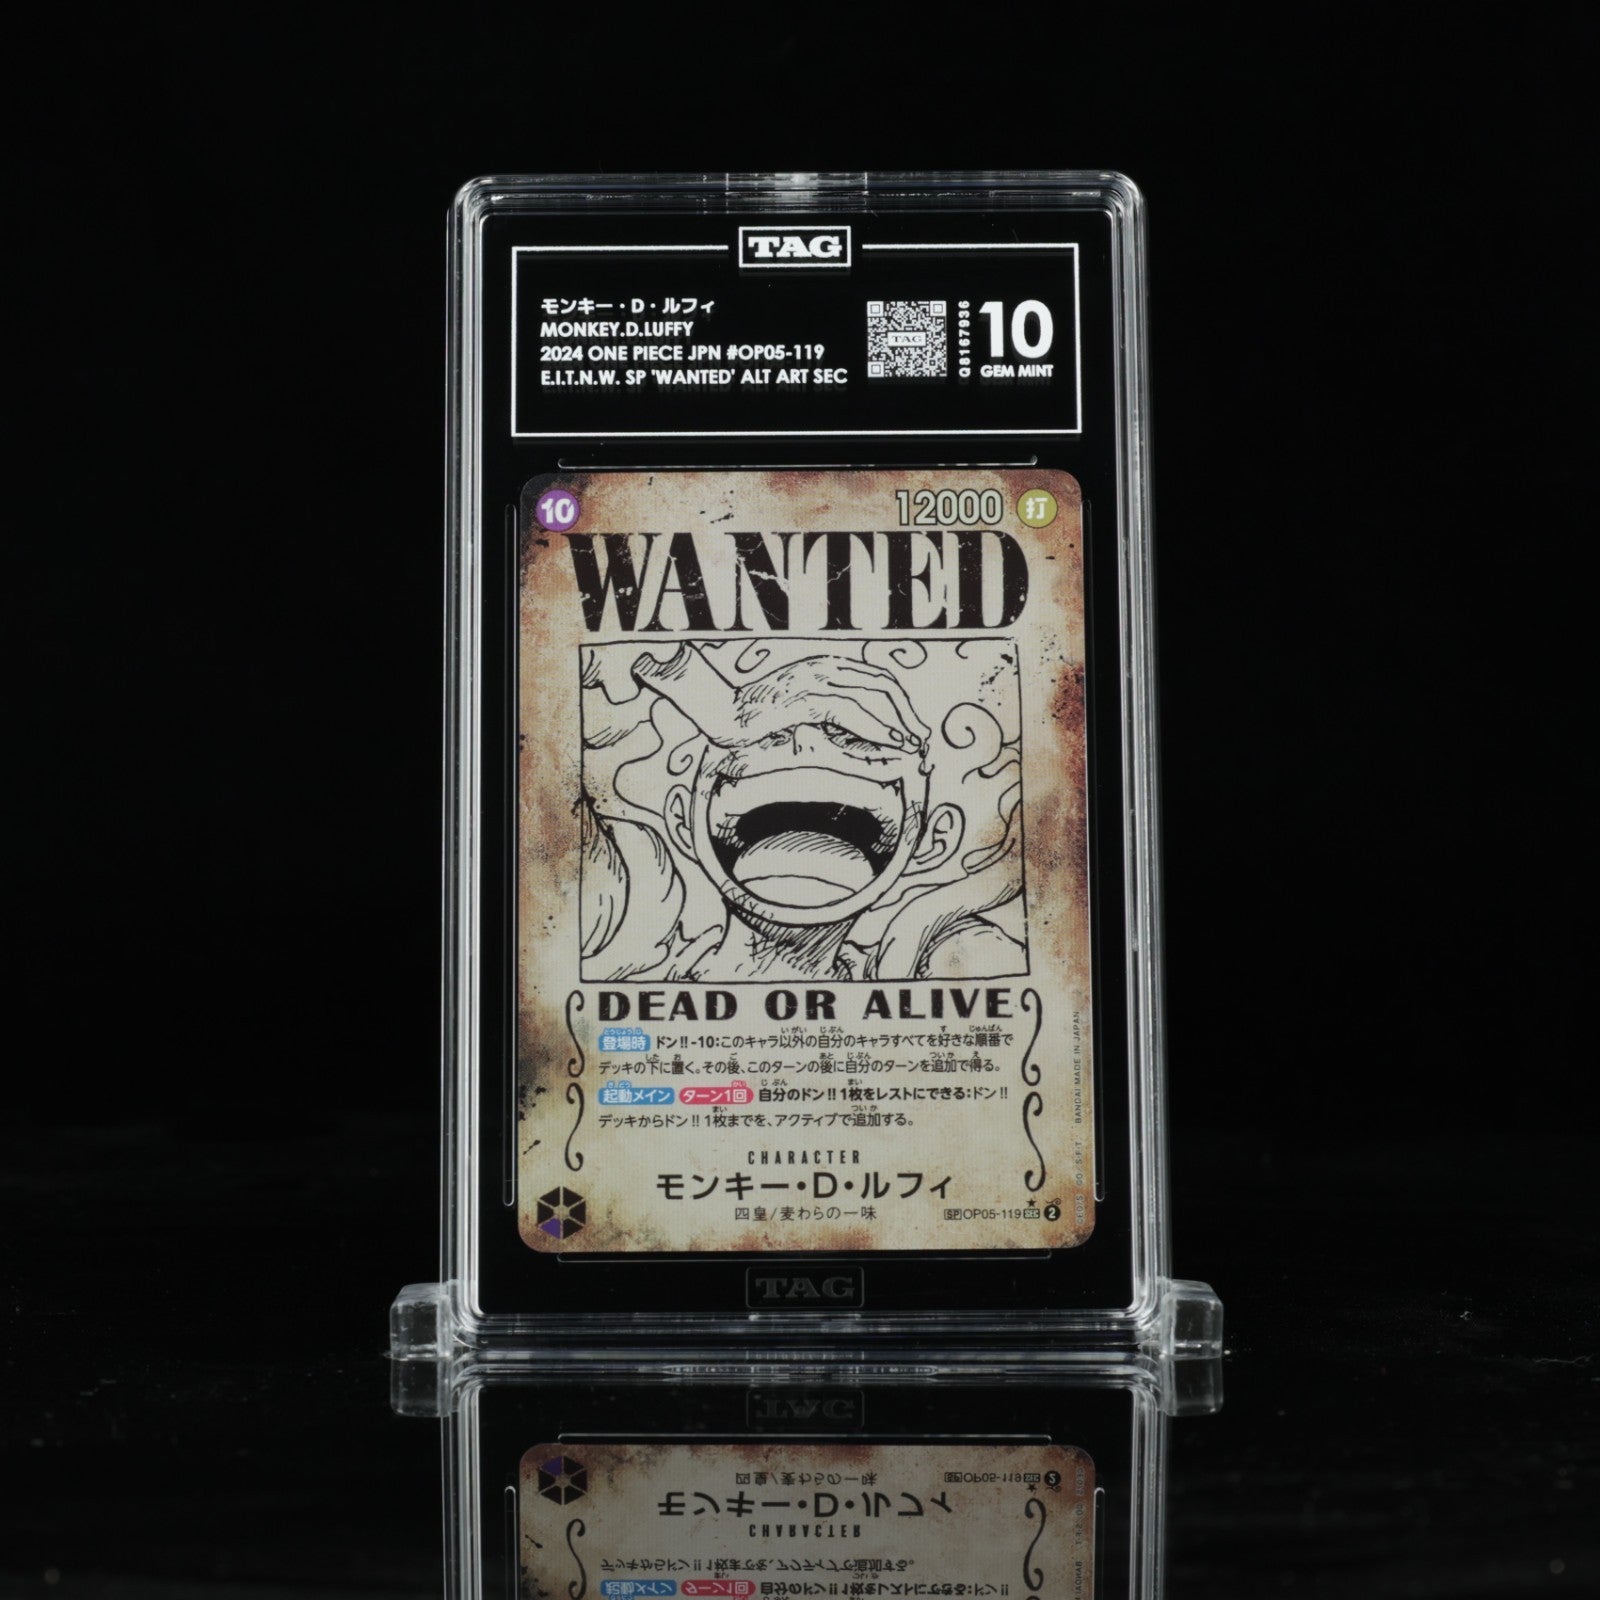 TAG
モンキー・D・ルフィ
MONKEY.D.LUFFY
2024 ONE PIECE JPN #OP05-119
E.I.T.N.W. SP 'WANTED' ALT ART SEC
TAG
Q8167936
10
GEM MINT
10
12000
打
WANTED
DEAD OR ALIVE
登場時 ドン!!-10:このキャラ以外の自分のキャラすべてを好きな順番で
デッキの下に置く。その後、このターンの後に自分のターンを追加で得る。
起動メイン ターン1回 自分のドン!!1枚をレストにできる:ドン!!
デッキからドン!!1枚までを、アクティブで追加する。
CHARACTER
モンキー・D・ルフィ
四皇/麦わらの一味
SP OP05-119 SEC 2
BANDAI MADE IN JAPAN
TAG